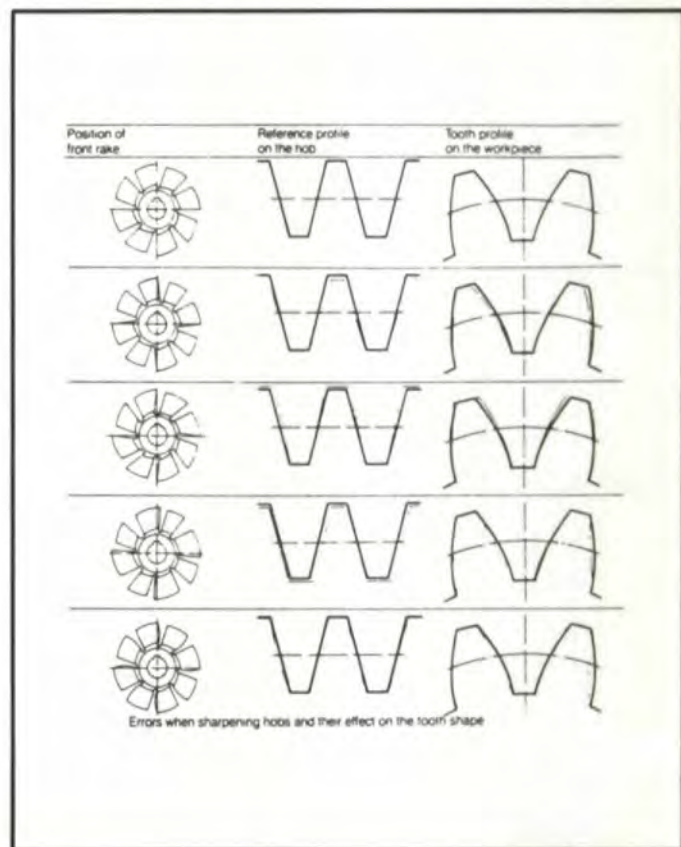 Position of
front rake
Reference profile
on the hob
Tooth profile
on the workpiece
Errors when sharpening hobs and their effect on the tooth shape